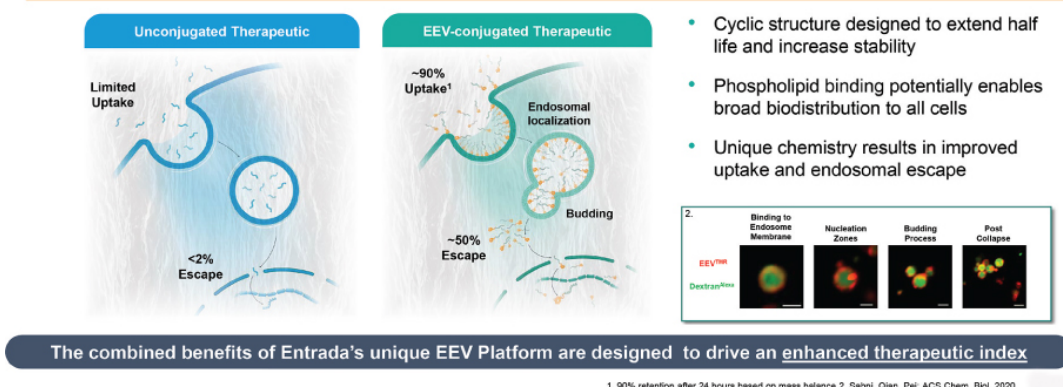 Unconjugated Therapeutic
Limited
Uptake
<2%
Escape
EEV-conjugated Therapeutic
~90%
Uptake1
Endosomal
localization
Budding
~50%
Escape
• Cyclic structure designed to extend half
life and increase stability
• Phospholipid binding potentially enables
broad biodistribution to all cells
• Unique chemistry results in improved
uptake and endosomal escape
2.
Binding to
Endosome
Membrane
Nucleation
Zones
Budding
Process
Post
Collapse
EEVTMR
DextranAlexa
The combined benefits of Entrada's unique EEV Platform are designed to drive an enhanced therapeutic index
1. 90% retention after 24 hours based on mass balance 2. Sahni, Qian, Pei; ACS Chem. Biol. 2020